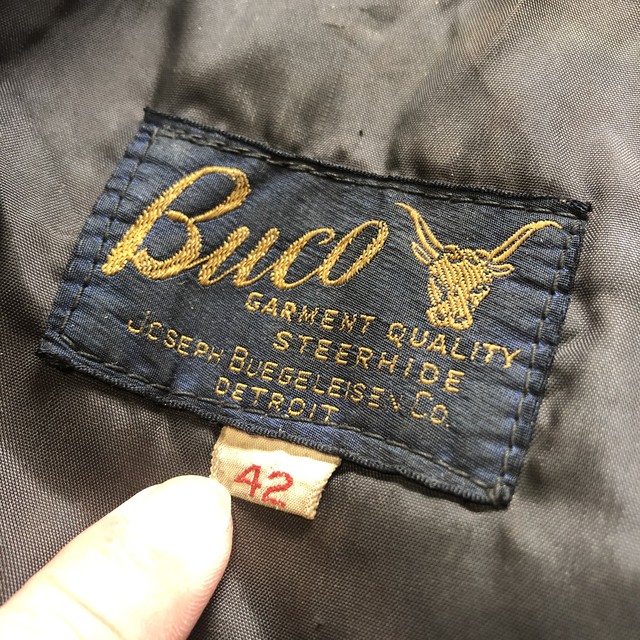 Buco
GARMENT QUALITY
STEERHIDE
JOSEPH BUEGELEISEN CO.
DETROIT
42